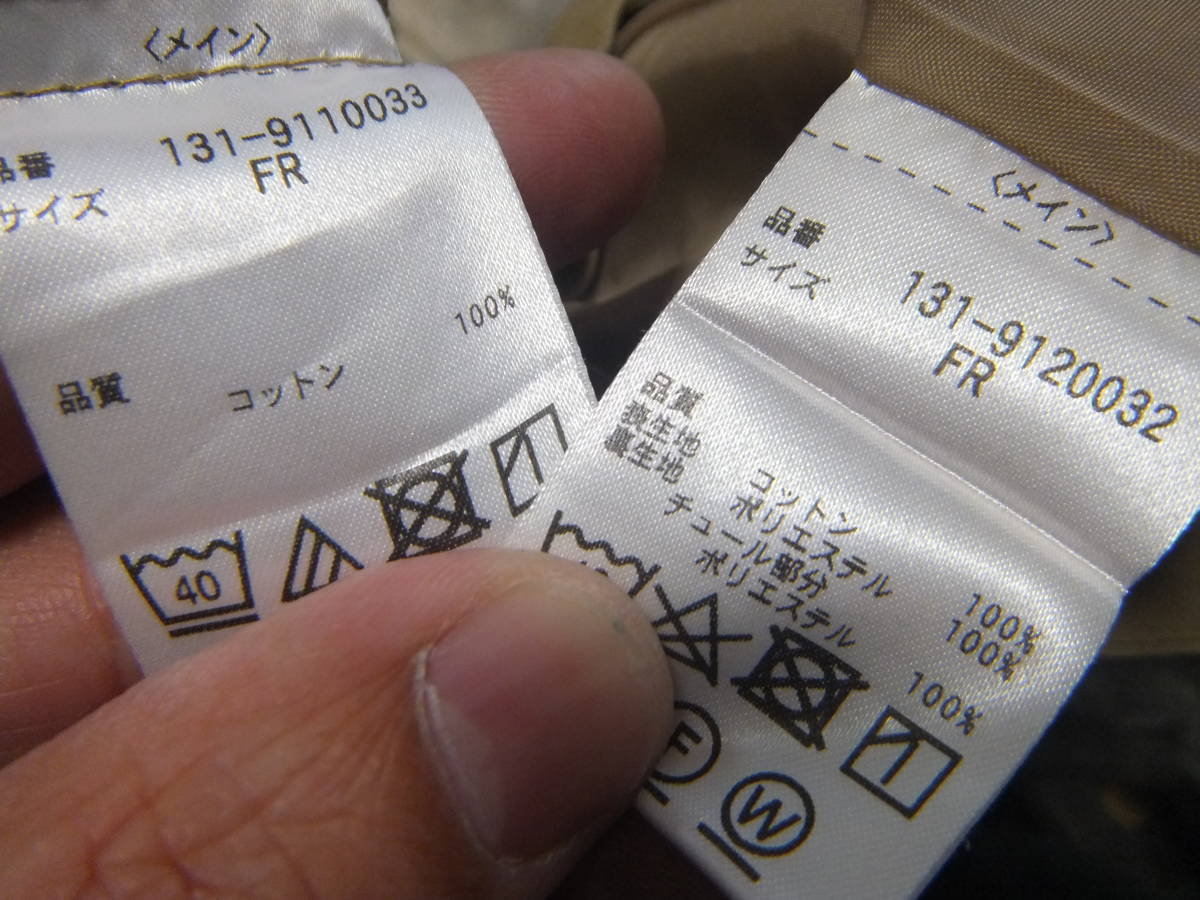 〈メイン〉
品番 131-9110033
サイズ FR
100%
品質 コットン
40
〈メイン〉
品番 131-9120032
サイズ FR
品質
表生地 コットン 100%
裏生地 ポリエステル 100%
チュール部分
ポリエステル 100%
F
W